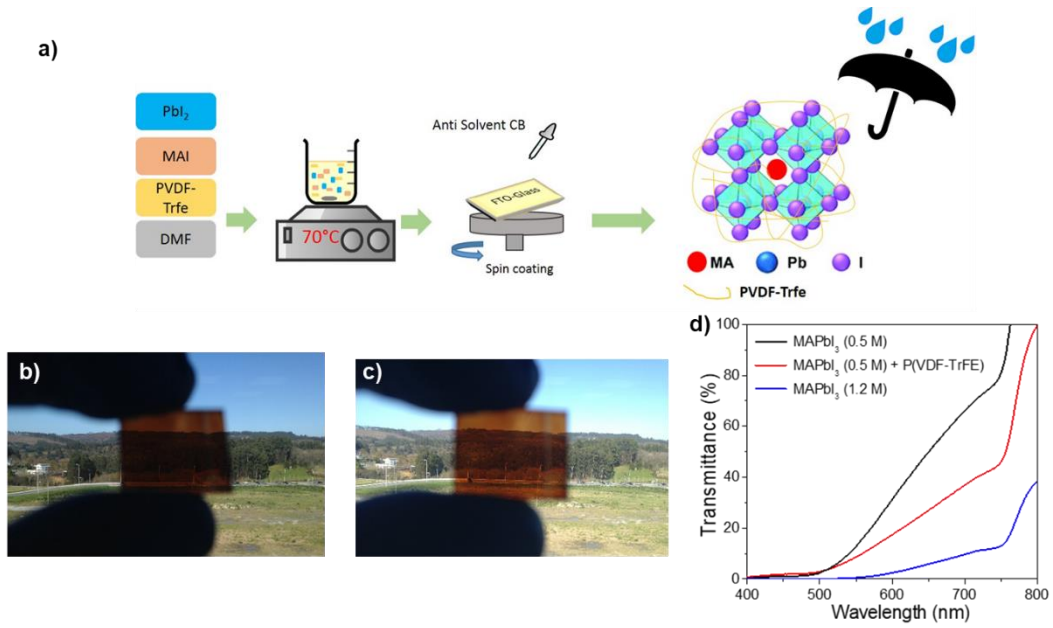 a)
PbI₂
MAI
PVDF-
Trfe
DMF
70°C
Anti Solvent CB
FTO-Glass
Spin coating
MA Pb I
PVDF-Trfe
b)
c)
d)
100
80
60
40
20
0
Transmittance (%)
MAPbI₃ (0.5 M)
MAPbI₃ (0.5 M) + P(VDF-TrFE)
MAPbI₃ (1.2 M)
400 500 600 700 800
Wavelength (nm)